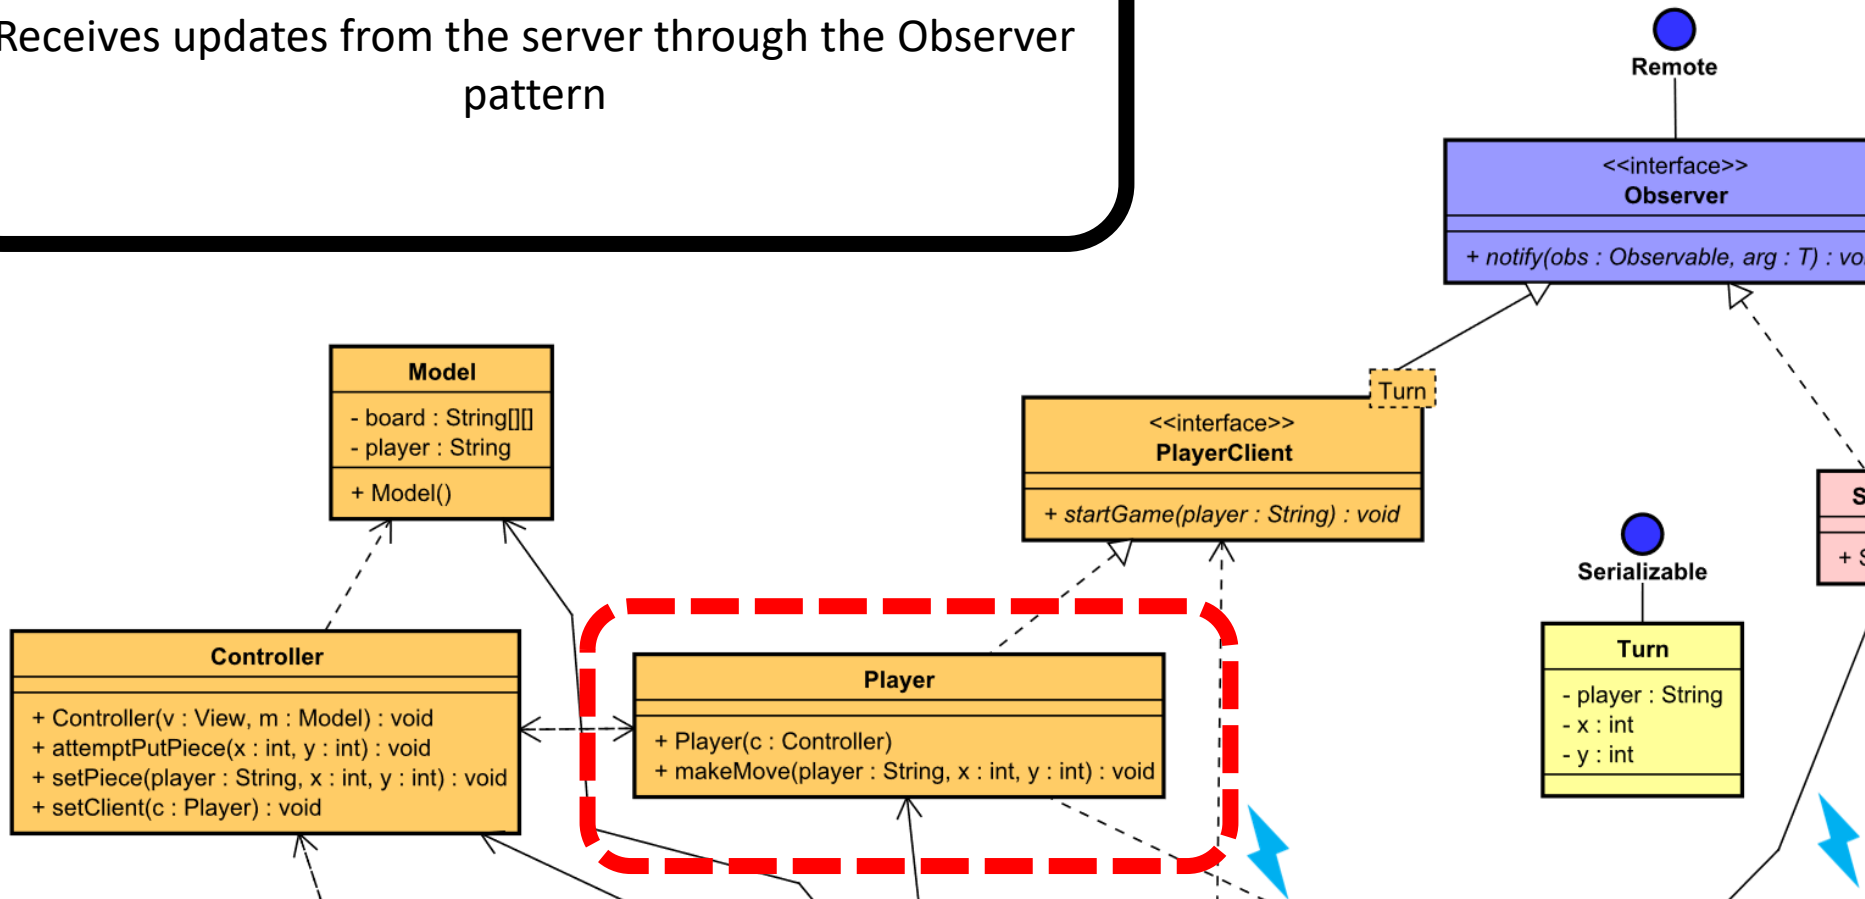 Receives updates from the server through the Observer
pattern
Remote
<<interface>>
Observer
+ notify(obs : Observable, arg : T) :
Model
- board : String[][]
- player : String
+ Model()
Turn
<<interface>>
PlayerClient
+ startGame(player : String) : void
Serializable
Turn
- player : String
- x : int
- y : int
Controller
+ Controller(v : View, m : Model) : void
+ attemptPutPiece(x : int, y : int) : void
+ setPiece(player : String, x : int, y : int) : void
+ setClient(c : Player) : void
Player
+ Player(c : Controller)
+ makeMove(player : String, x : int, y : int) : void